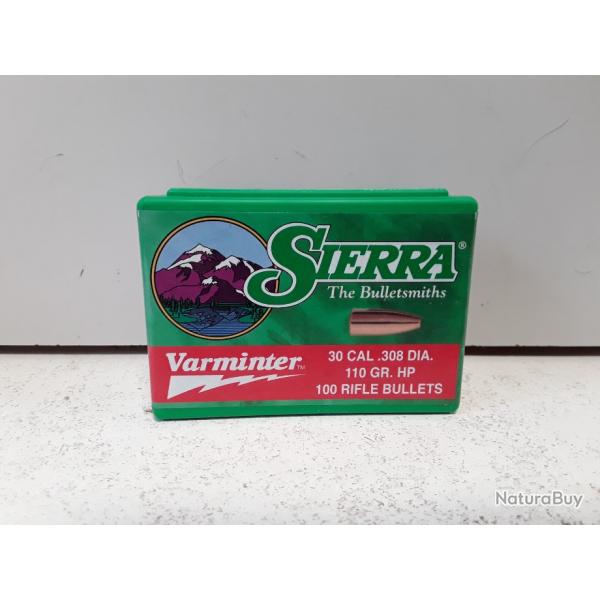 SIERRA®
The Bulletsmiths
Varminter™
30 CAL .308 DIA.
110 GR. HP
100 RIFLE BULLETS
NaturaBuy